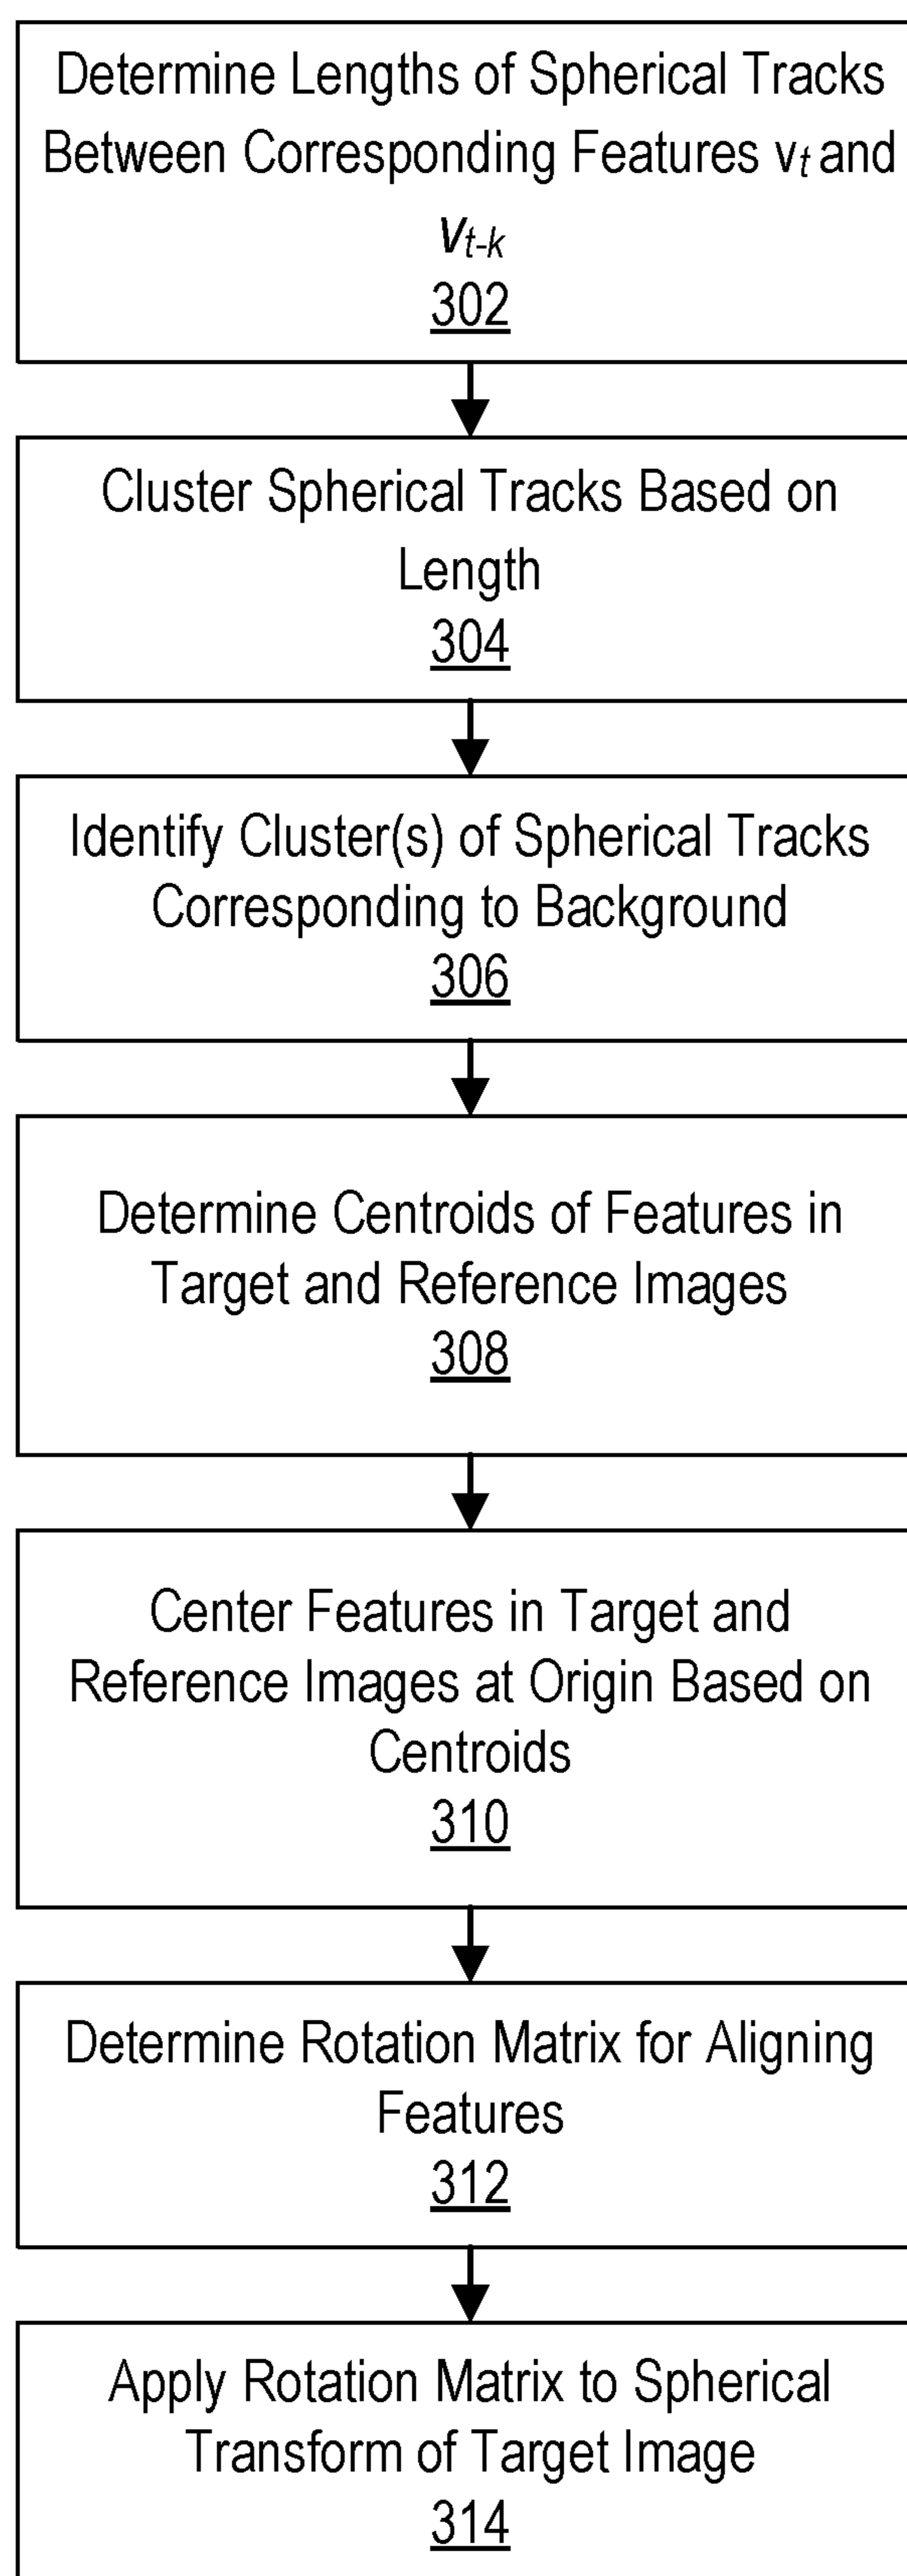 Determine Lengths of Spherical Tracks
Between Corresponding Features vt and
vt-k
302
Cluster Spherical Tracks Based on
Length
304
Identify Cluster(s) of Spherical Tracks
Corresponding to Background
306
Determine Centroids of Features in
Target and Reference Images
308
Center Features in Target and
Reference Images at Origin Based on
Centroids
310
Determine Rotation Matrix for Aligning
Features
312
Apply Rotation Matrix to Spherical
Transform of Target Image
314